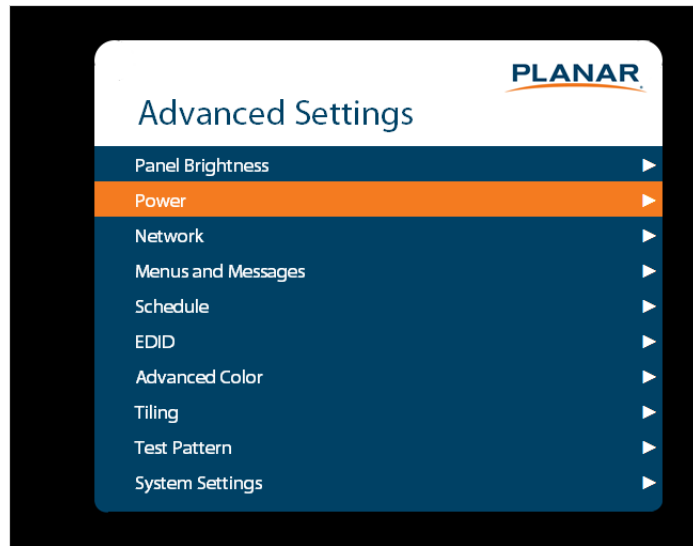 PLANAR
Advanced Settings
Panel Brightness
Power
Network
Menus and Messages
Schedule
EDID
Advanced Color
Tiling
Test Pattern
System Settings